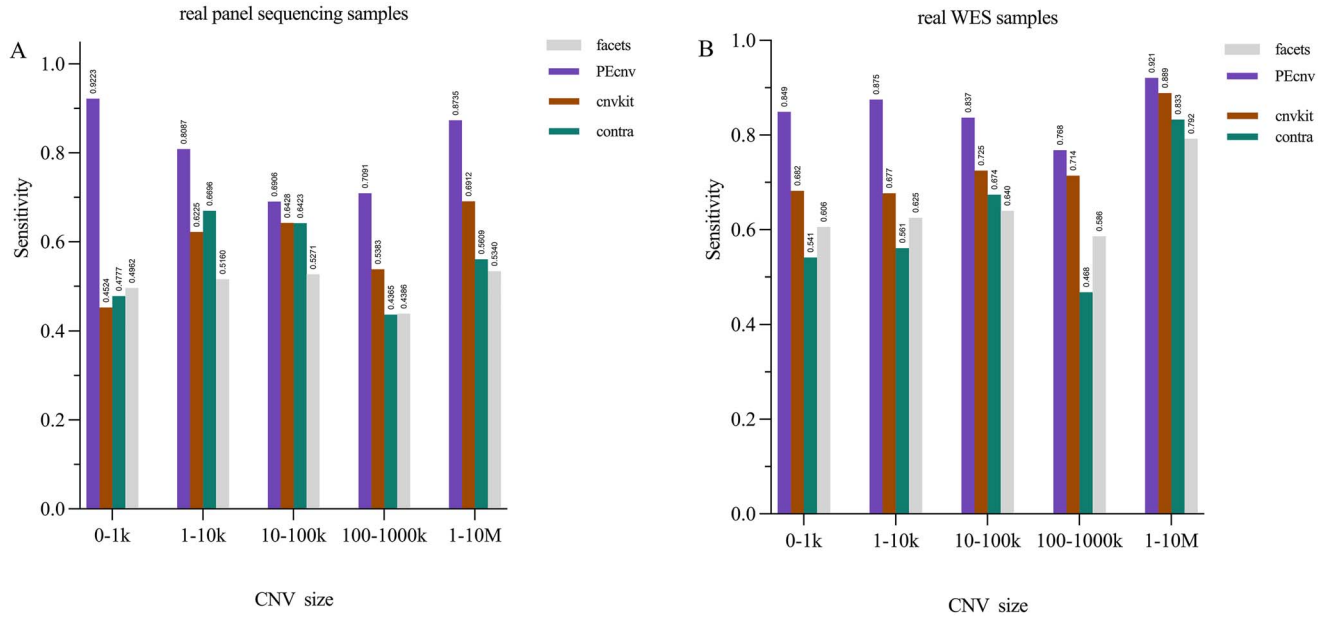 real panel sequencing samples
A
facets
PEcnv
cnvkit
contra
Sensitivity
1.0
0.8
0.6
0.4
0.2
0.0
0.9223
0.4524
0.4777
0.4962
0.8087
0.6225
0.6696
0.5160
0.6906
0.6428
0.6423
0.5271
0.7091
0.5383
0.4365
0.4386
0.8735
0.6912
0.5609
0.5340
0-1k
1-10k
10-100k
100-1000k
1-10M
CNV size
real WES samples
B
facets
PEcnv
cnvkit
contra
Sensitivity
1.0
0.8
0.6
0.4
0.2
0.0
0.849
0.682
0.541
0.606
0.875
0.677
0.561
0.625
0.837
0.725
0.674
0.640
0.768
0.714
0.468
0.586
0.921
0.889
0.833
0.792
0-1k
1-10k
10-100k
100-1000k
1-10M
CNV size